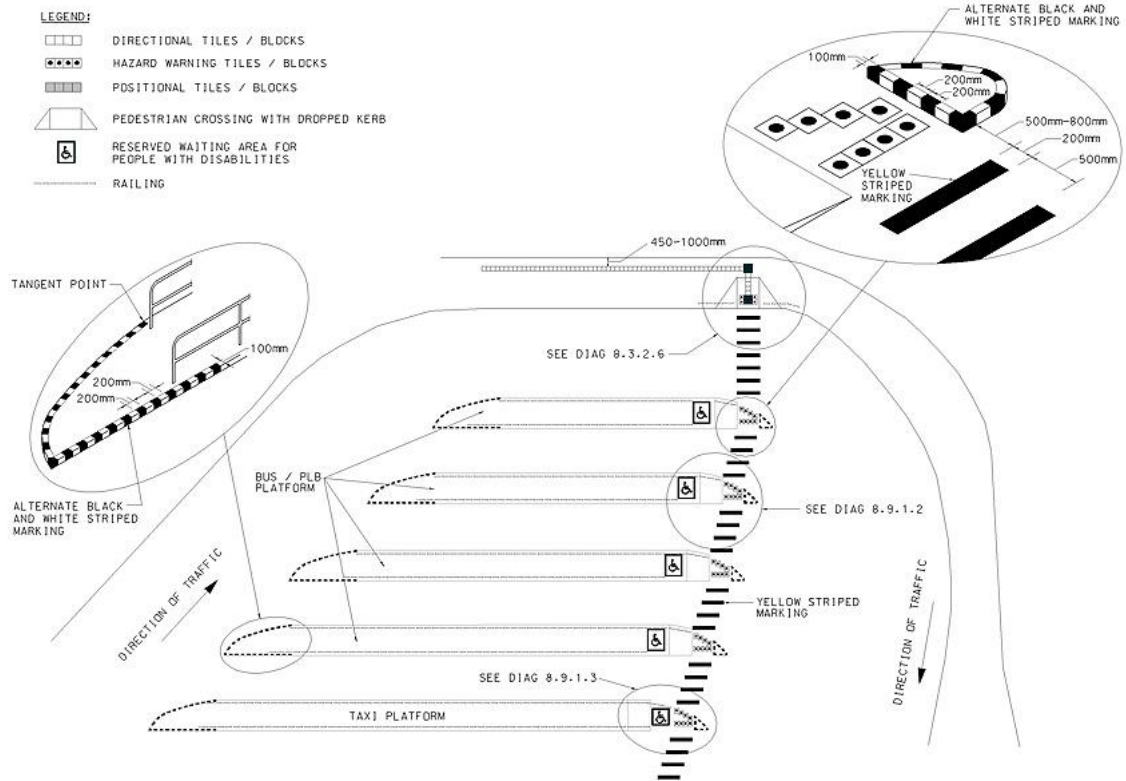 LEGEND:
DIRECTIONAL TILES / BLOCKS
HAZARD WARNING TILES / BLOCKS
POSITIONAL TILES / BLOCKS
PEDESTRIAN CROSSING WITH DROPPED KERB
RESERVED WAITING AREA FOR
PEOPLE WITH DISABILITIES
RAILING
ALTERNATE BLACK AND
WHITE STRIPED MARKING
100mm
200mm
200mm
500mm-800mm
200mm
500mm
YELLOW
STRIPED
MARKING
450-1000mm
TANGENT POINT
100mm
200mm
200mm
ALTERNATE BLACK
AND WHITE STRIPED
MARKING
SEE DIAG 8.3.2.6
BUS / PLB
PLATFORM
SEE DIAG 8.9.1.2
DIRECTION OF TRAFFIC
YELLOW STRIPED
MARKING
DIRECTION OF TRAFFIC
SEE DIAG 8.9.1.3
TAXI PLATFORM